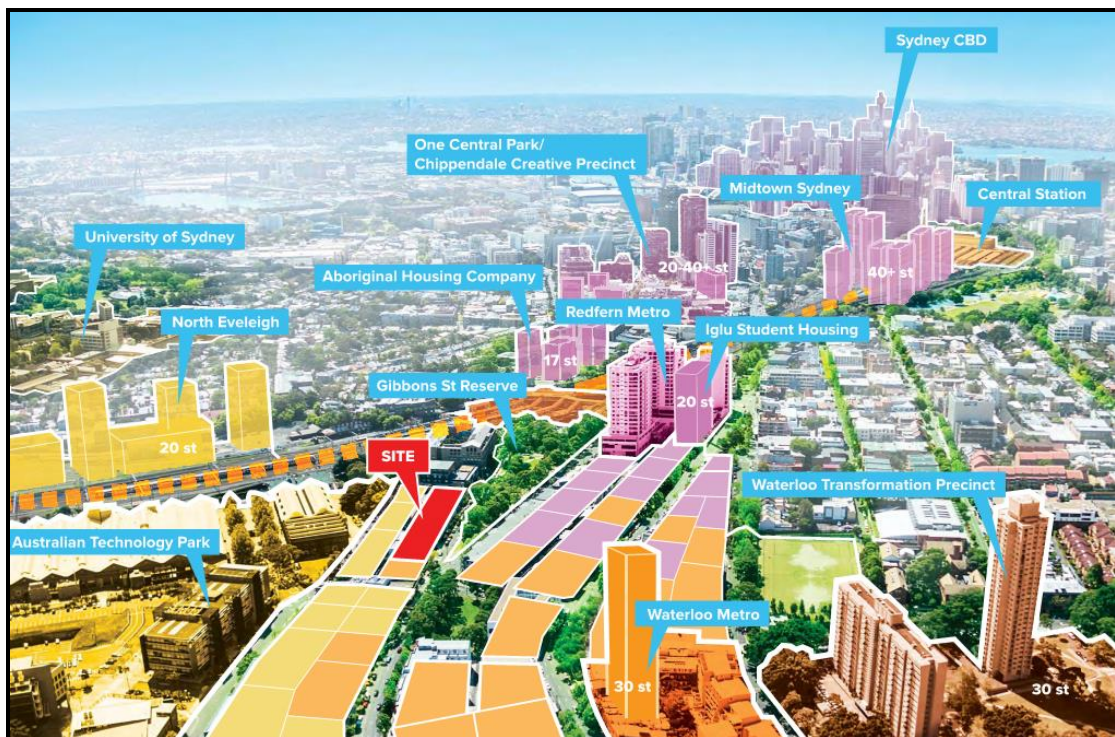 Sydney CBD
One Central Park/
Chippendale Creative Precinct
Midtown Sydney
Central Station
University of Sydney
Aboriginal Housing Company
20-40+ st
40+ st
North Eveleigh
Redfern Metro
Iglu Student Housing
17 st
Gibbons St Reserve
20 st
20 st
SITE
Waterloo Transformation Precinct
Australian Technology Park
Waterloo Metro
30 st
30 st